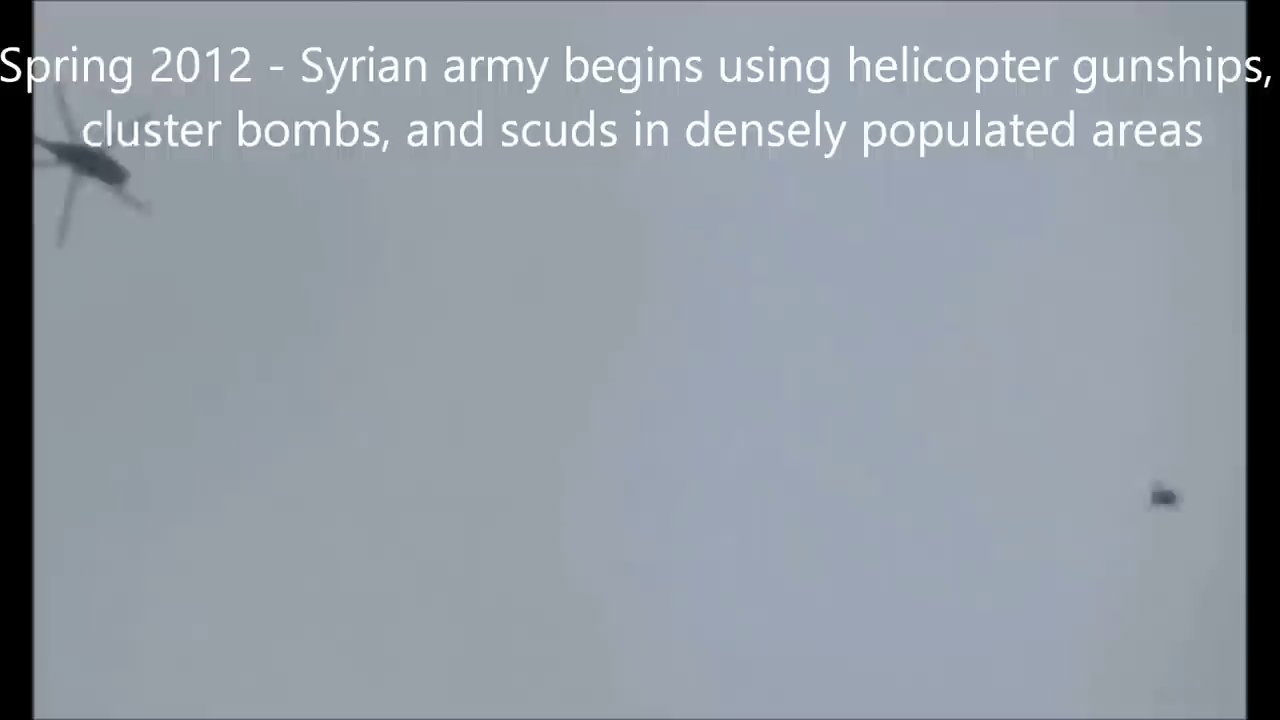 Spring 2012 - Syrian army begins using helicopter gunships,
cluster bombs, and scuds in densely populated areas